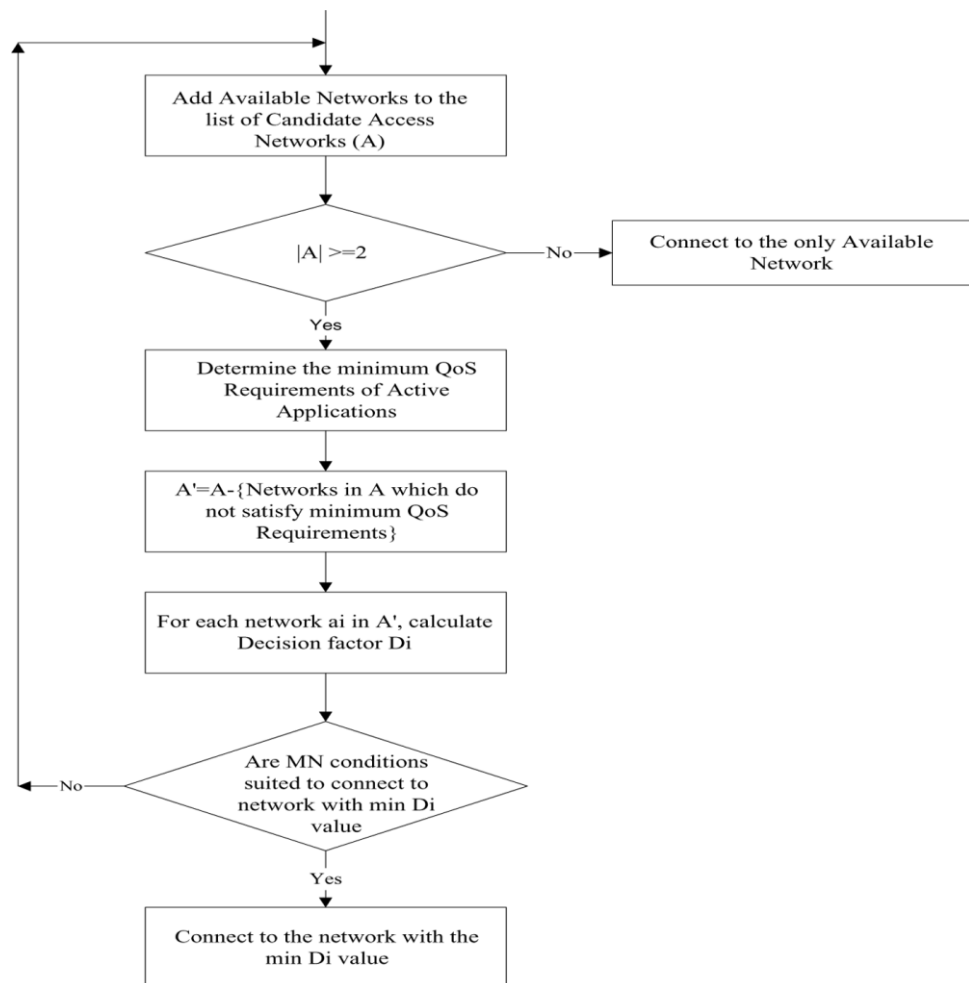 Add Available Networks to the
list of Candidate Access
Networks (A)
|A| >=2
No
Connect to the only Available
Network
Yes
Determine the minimum QoS
Requirements of Active
Applications
A'=A-{Networks in A which do
not satisfy minimum QoS
Requirements}
For each network ai in A', calculate
Decision factor Di
Are MN conditions
suited to connect to
network with min Di
value
No
Yes
Connect to the network with the
min Di value